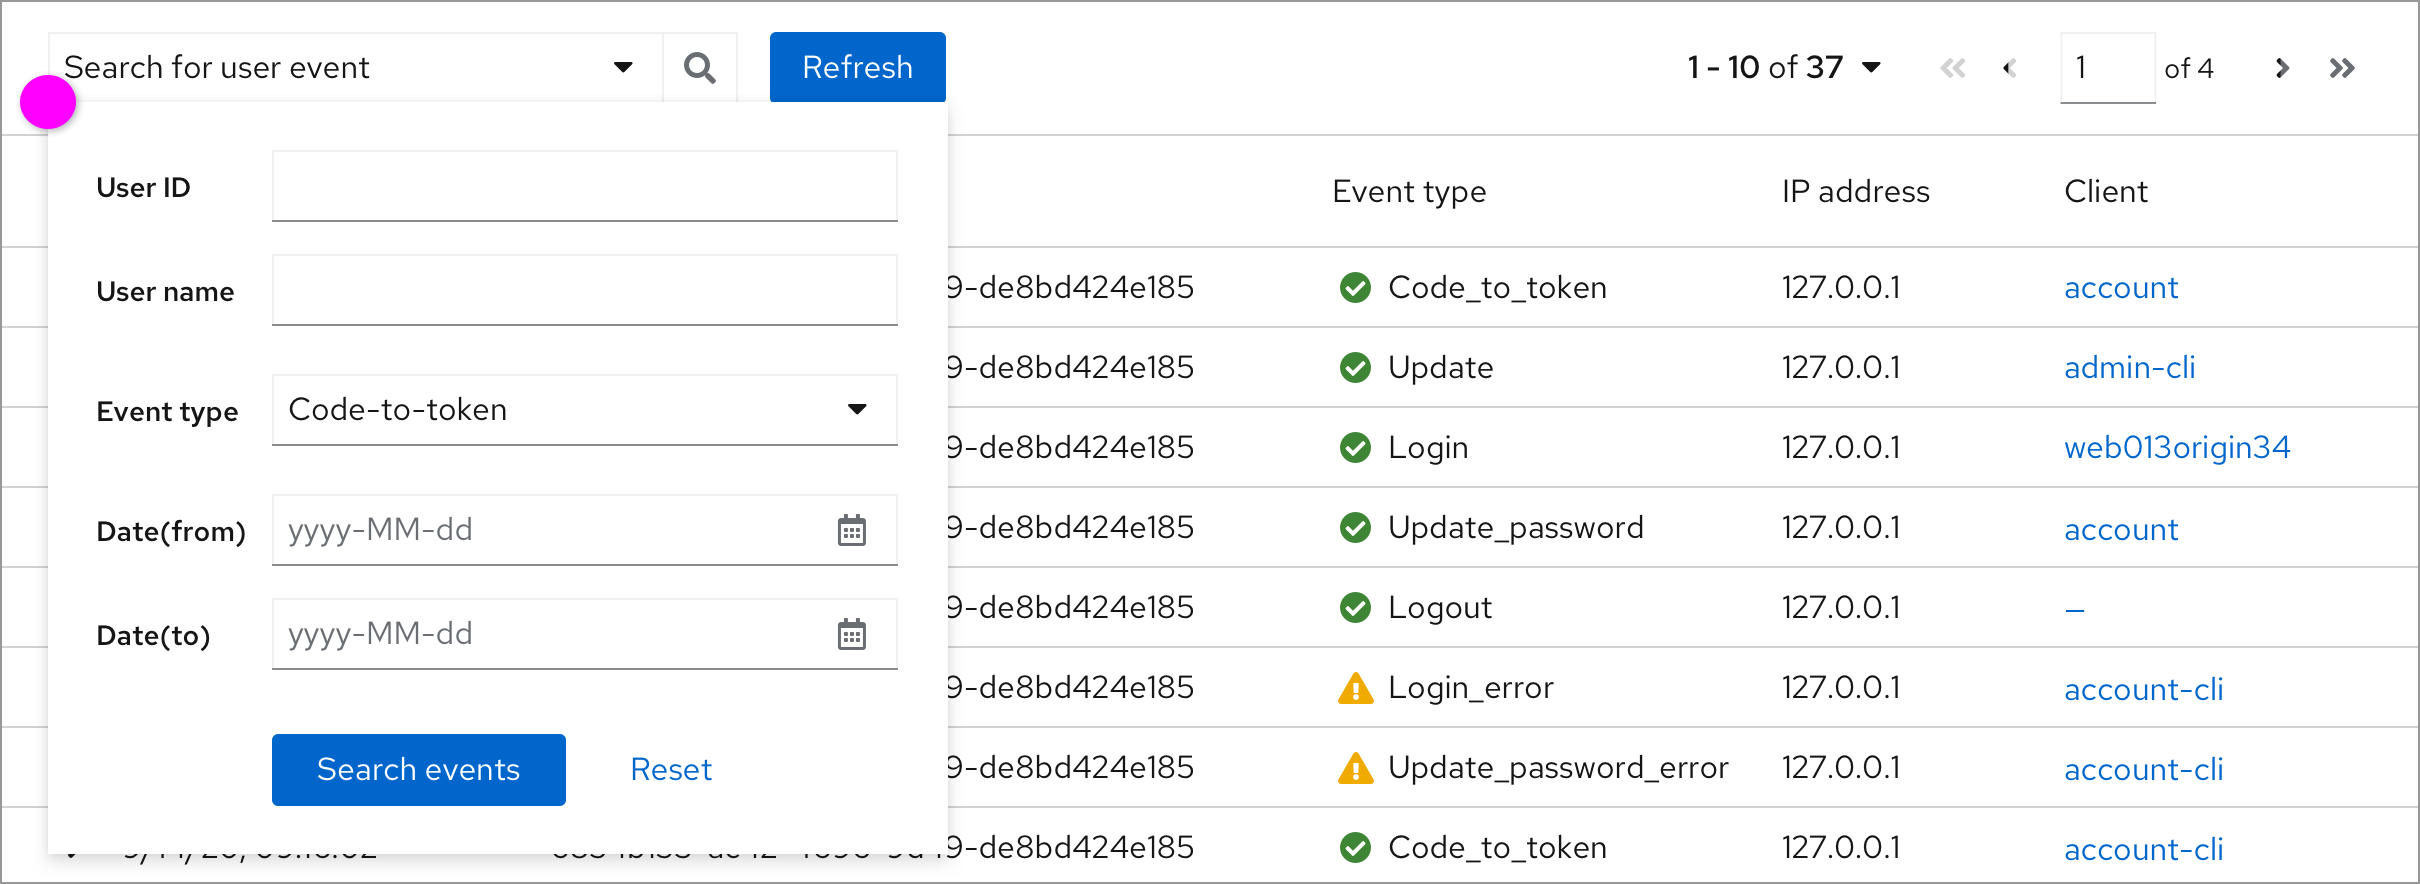 Search for user event Refresh 1 - 10 of 37 1 of 4
Event type IP address Client
User ID
User name
Event type Code-to-token
Date(from) yyyy-MM-dd
Date(to) yyyy-MM-dd
Search events Reset
9-de8bd424e185 Code_to_token 127.0.0.1 account
9-de8bd424e185 Update 127.0.0.1 admin-cli
9-de8bd424e185 Login 127.0.0.1 web013origin34
9-de8bd424e185 Update_password 127.0.0.1 account
9-de8bd424e185 Logout 127.0.0.1 –
9-de8bd424e185 Login_error 127.0.0.1 account-cli
9-de8bd424e185 Update_password_error 127.0.0.1 account-cli
9-de8bd424e185 Code_to_token 127.0.0.1 account-cli